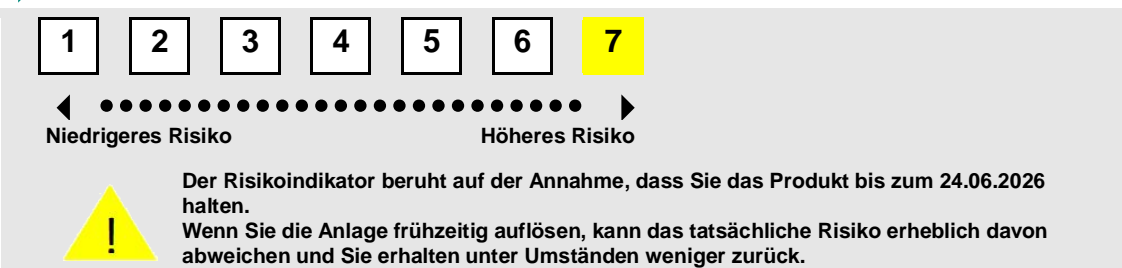 1 2 3 4 5 6 7
Niedrigeres Risiko Höheres Risiko
Der Risikoindikator beruht auf der Annahme, dass Sie das Produkt bis zum 24.06.2026
halten.
Wenn Sie die Anlage frühzeitig auflösen, kann das tatsächliche Risiko erheblich davon
abweichen und Sie erhalten unter Umständen weniger zurück.
!